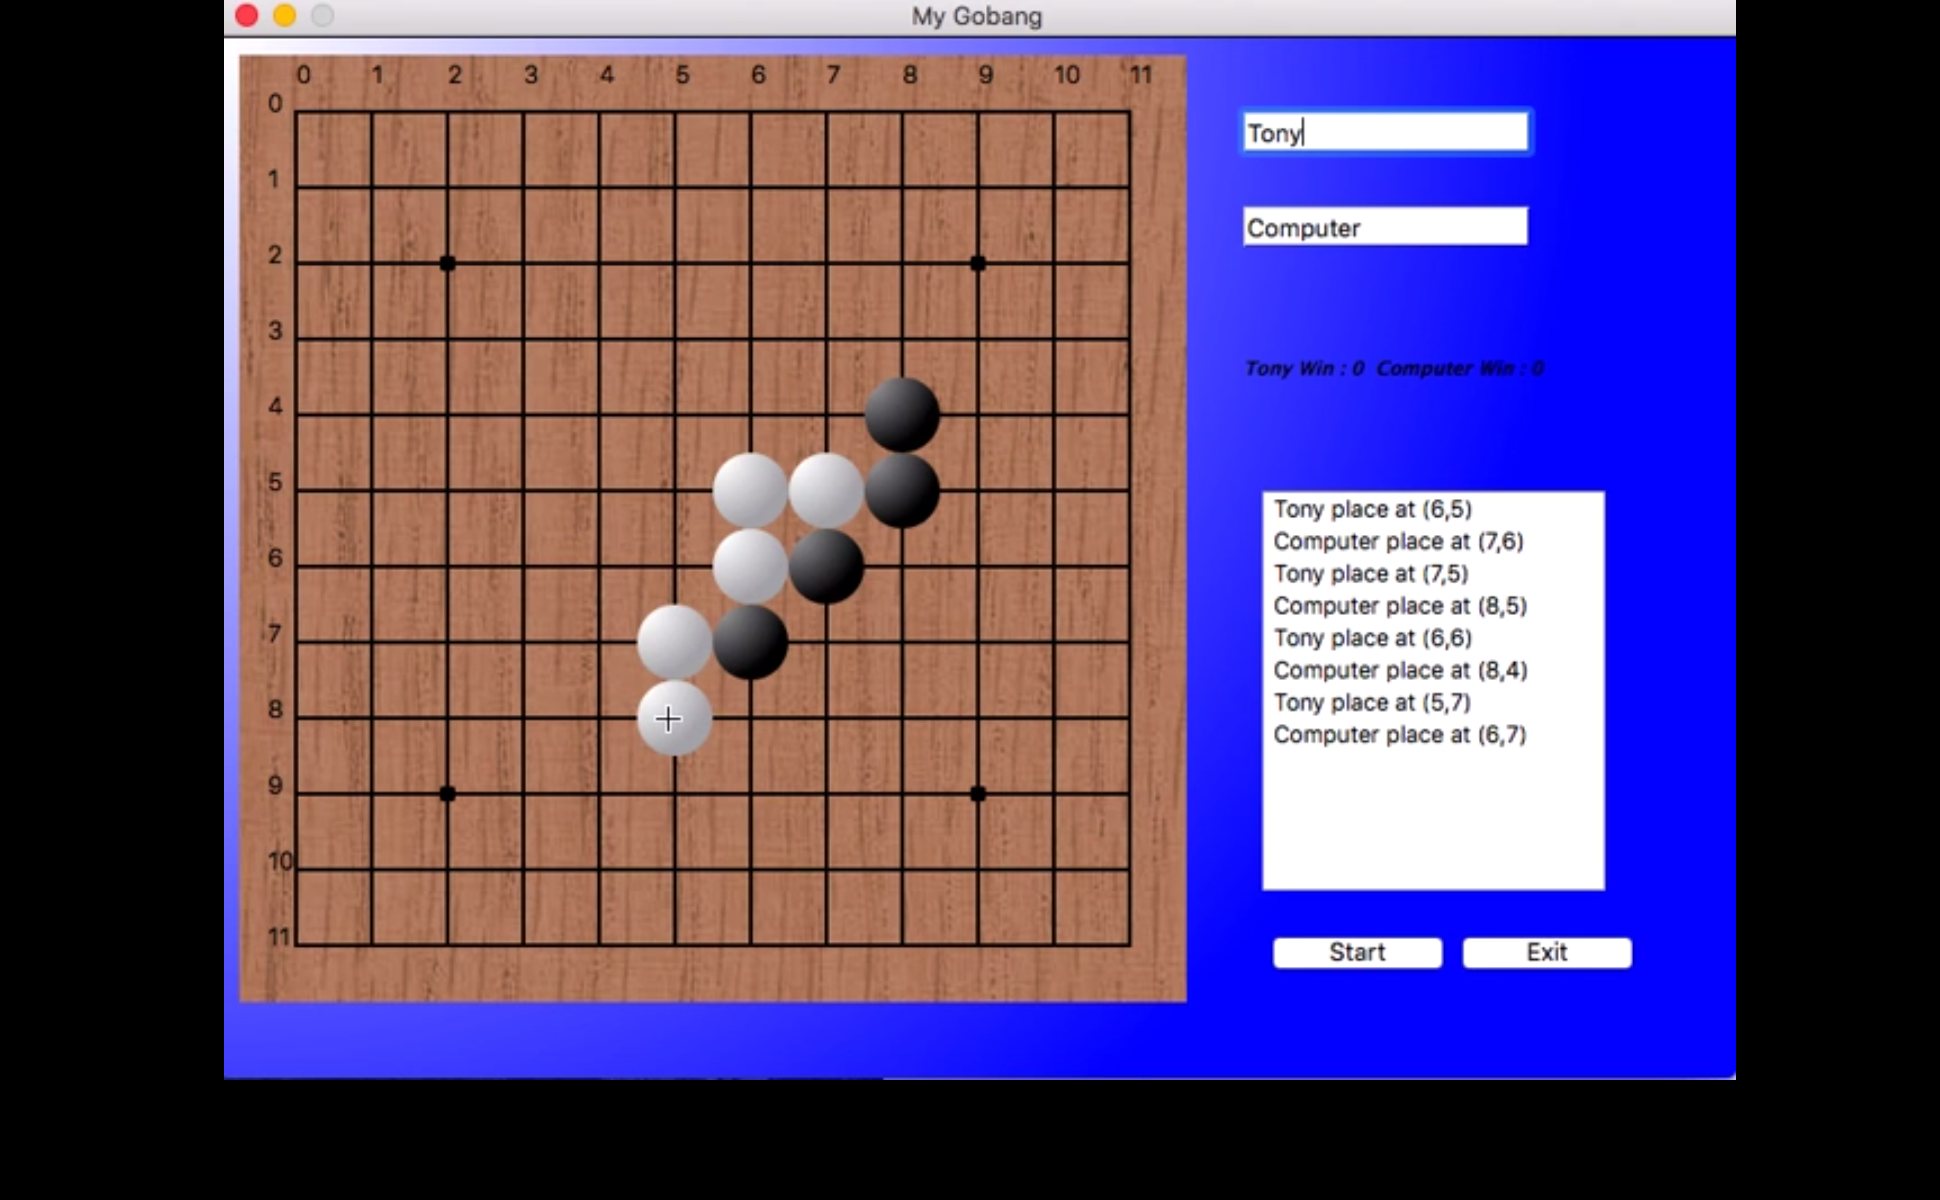 My Gobang
0 1 2 3 4 5 6 7 8 9 10 11
0
1
2
3
4
5
6
7
8
9
10
11
Tony
Computer
Tony Win : 0 Computer Win : 0
Tony place at (6,5)
Computer place at (7,6)
Tony place at (7,5)
Computer place at (8,5)
Tony place at (6,6)
Computer place at (8,4)
Tony place at (5,7)
Computer place at (6,7)
Start Exit